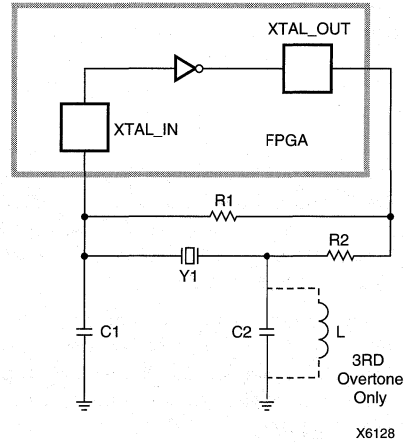 XTAL_OUT
XTAL_IN
FPGA
R1
R2
Y1
C1
C2
L
3RD
Overtone
Only
X6128